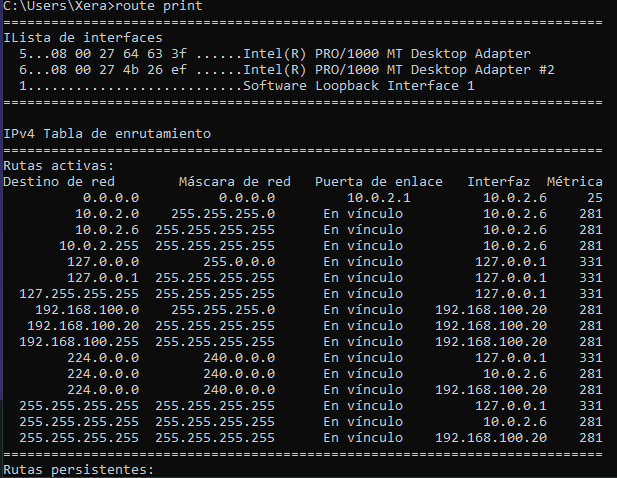 C:\Users\Xera>route print
===========================================================================
ILista de interfaces
  5...08 00 27 64 63 3f ......Intel(R) PRO/1000 MT Desktop Adapter
  6...08 00 27 4b 26 ef ......Intel(R) PRO/1000 MT Desktop Adapter #2
  1...........................Software Loopback Interface 1
===========================================================================
IPv4 Tabla de enrutamiento
===========================================================================
Rutas activas:
Destino de red        Máscara de red   Puerta de enlace   Interfaz  Métrica
          0.0.0.0          0.0.0.0         10.0.2.1         10.0.2.6     25
         10.0.2.0    255.255.255.0      En vínculo          10.0.2.6    281
         10.0.2.6  255.255.255.255      En vínculo          10.0.2.6    281
       10.0.2.255  255.255.255.255      En vínculo          10.0.2.6    281
        127.0.0.0        255.0.0.0      En vínculo         127.0.0.1    331
        127.0.0.1  255.255.255.255      En vínculo         127.0.0.1    331
  127.255.255.255  255.255.255.255      En vínculo         127.0.0.1    331
    192.168.100.0    255.255.255.0      En vínculo    192.168.100.20    281
   192.168.100.20  255.255.255.255      En vínculo    192.168.100.20    281
  192.168.100.255  255.255.255.255      En vínculo    192.168.100.20    281
        224.0.0.0        240.0.0.0      En vínculo         127.0.0.1    331
        224.0.0.0        240.0.0.0      En vínculo          10.0.2.6    281
        224.0.0.0        240.0.0.0      En vínculo    192.168.100.20    281
  255.255.255.255  255.255.255.255      En vínculo         127.0.0.1    331
  255.255.255.255  255.255.255.255      En vínculo          10.0.2.6    281
  255.255.255.255  255.255.255.255      En vínculo    192.168.100.20    281
===========================================================================
Rutas persistentes: